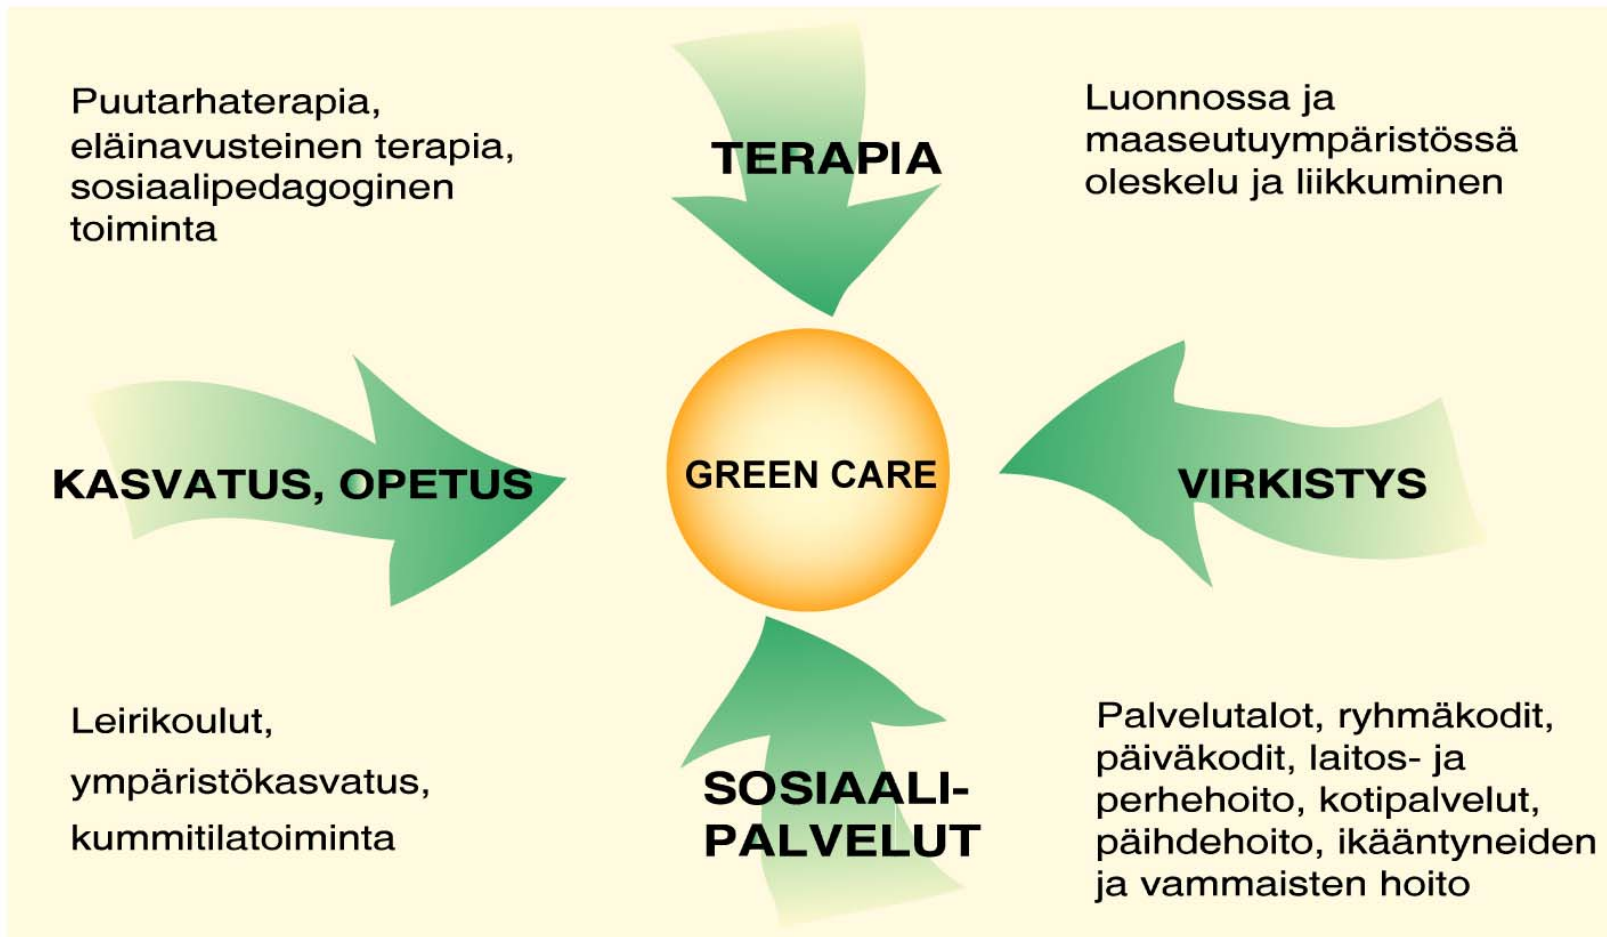 Puutarhaterapia,
eläinavusteinen terapia,
sosiaalipedagoginen
toiminta
TERAPIA
Luonnossa ja
maaseutuympäristössä
oleskelu ja liikkuminen
KASVATUS, OPETUS
GREEN CARE
VIRKISTYS
Leirikoulut,
ympäristökasvatus,
kummitilatoiminta
SOSIAALI-
PALVELUT
Palvelutalot, ryhmäkodit,
päiväkodit, laitos- ja
perhehoito, kotipalvelut,
päihdehoito, ikääntyneiden
ja vammaisten hoito